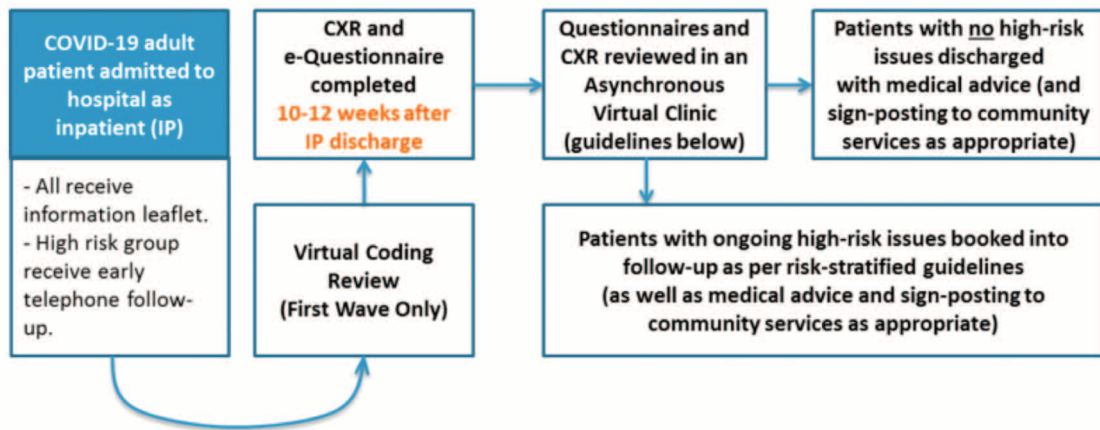 COVID-19 adult
patient admitted to
hospital as
inpatient (IP)
- All receive
information leaflet.
- High risk group
receive early
telephone follow-
up.
CXR and
e-Questionnaire
completed
10-12 weeks after
IP discharge
Virtual Coding
Review
(First Wave Only)
Questionnaires and
CXR reviewed in an
Asynchronous
Virtual Clinic
(guidelines below)
Patients with no high-risk
issues discharged
with medical advice (and
sign-posting to community
services as appropriate)
Patients with ongoing high-risk issues booked into
follow-up as per risk-stratified guidelines
(as well as medical advice and sign-posting to
community services as appropriate)